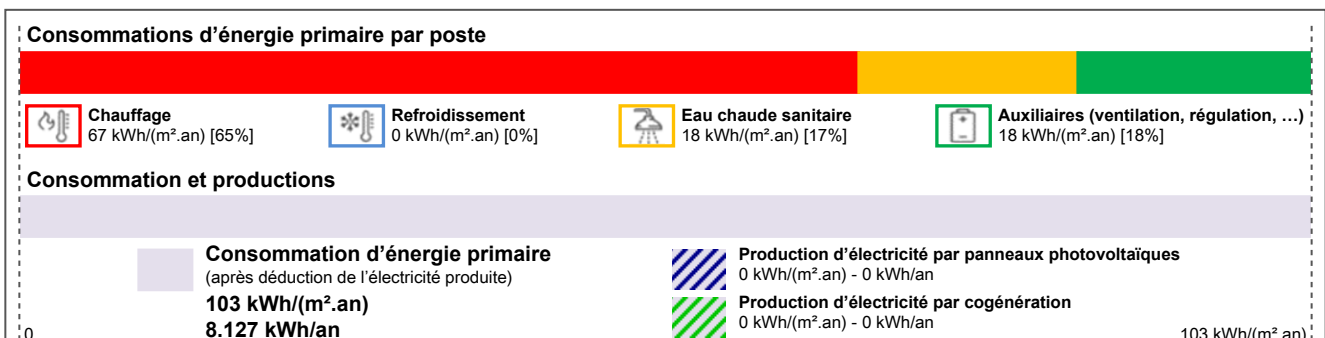 Consommations d'énergie primaire par poste
Chauffage
67 kWh/(m².an) [65%]
Refroidissement
0 kWh/(m².an) [0%]
Eau chaude sanitaire
18 kWh/(m².an) [17%]
Auxiliaires (ventilation, régulation, …)
18 kWh/(m².an) [18%]
Consommation et productions
Consommation d'énergie primaire
(après déduction de l'électricité produite)
103 kWh/(m².an)
8.127 kWh/an
Production d'électricité par panneaux photovoltaïques
0 kWh/(m².an) - 0 kWh/an
Production d'électricité par cogénération
0 kWh/(m².an) - 0 kWh/an
0
103 kWh/(m².an)